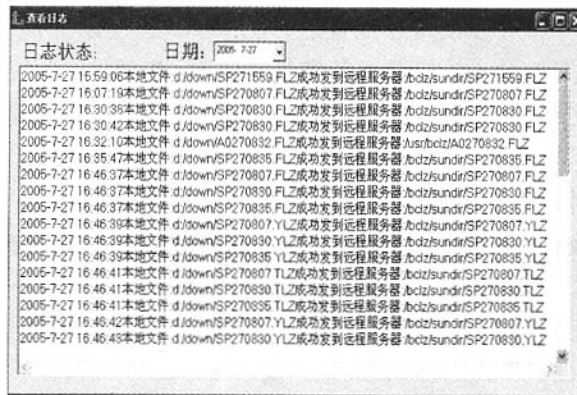 查看日志
日志状态: 日期: 2005- 7-27
2005-7-27 16:59:06本地文件 d:/down/SP271559.FLZ成功发到远程服务器 /bclz/sundir/SP271559.FLZ
2005-7-27 16:07:19本地文件 d:/down/SP270807.FLZ成功发到远程服务器 /bclz/sundir/SP270807.FLZ
2005-7-27 16:30:38本地文件 d:/down/SP270830.FLZ成功发到远程服务器 /bclz/sundir/SP270830.FLZ
2005-7-27 16:30:42本地文件 d:/down/SP270830.FLZ成功发到远程服务器 /bclz/sundir/SP270830.FLZ
2005-7-27 16:32:10本地文件 d:/down/A0270832.FLZ成功发到远程服务器:/usr/bclz/A0270832.FLZ
2005-7-27 16:35:47本地文件 d:/down/SP270835.FLZ成功发到远程服务器 /bclz/sundir/SP270835.FLZ
2005-7-27 16:46:37本地文件 d:/down/SP270807.FLZ成功发到远程服务器 /bclz/sundir/SP270807.FLZ
2005-7-27 16:46:37本地文件 d:/down/SP270830.FLZ成功发到远程服务器 /bclz/sundir/SP270830.FLZ
2005-7-27 16:46:37本地文件 d:/down/SP270835.FLZ成功发到远程服务器 /bclz/sundir/SP270835.FLZ
2005-7-27 16:46:39本地文件 d:/down/SP270807.YLZ成功发到远程服务器 /bclz/sundir/SP270807.YLZ
2005-7-27 16:46:39本地文件 d:/down/SP270830.YLZ成功发到远程服务器 /bclz/sundir/SP270830.YLZ
2005-7-27 16:46:39本地文件 d:/down/SP270835.YLZ成功发到远程服务器 /bclz/sundir/SP270835.YLZ
2005-7-27 16:46:41本地文件 d:/down/SP270807.TLZ成功发到远程服务器 /bclz/sundir/SP270807.TLZ
2005-7-27 16:46:41本地文件 d:/down/SP270830.TLZ成功发到远程服务器 /bclz/sundir/SP270830.TLZ
2005-7-27 16:46:41本地文件 d:/down/SP270835.TLZ成功发到远程服务器 /bclz/sundir/SP270835.TLZ
2005-7-27 16:46:42本地文件 d:/down/SP270807.YLZ成功发到远程服务器 /bclz/sundir/SP270807.YLZ
2005-7-27 16:46:43本地文件 d:/down/SP270830.YLZ成功发到远程服务器 /bclz/sundir/SP270830.YLZ